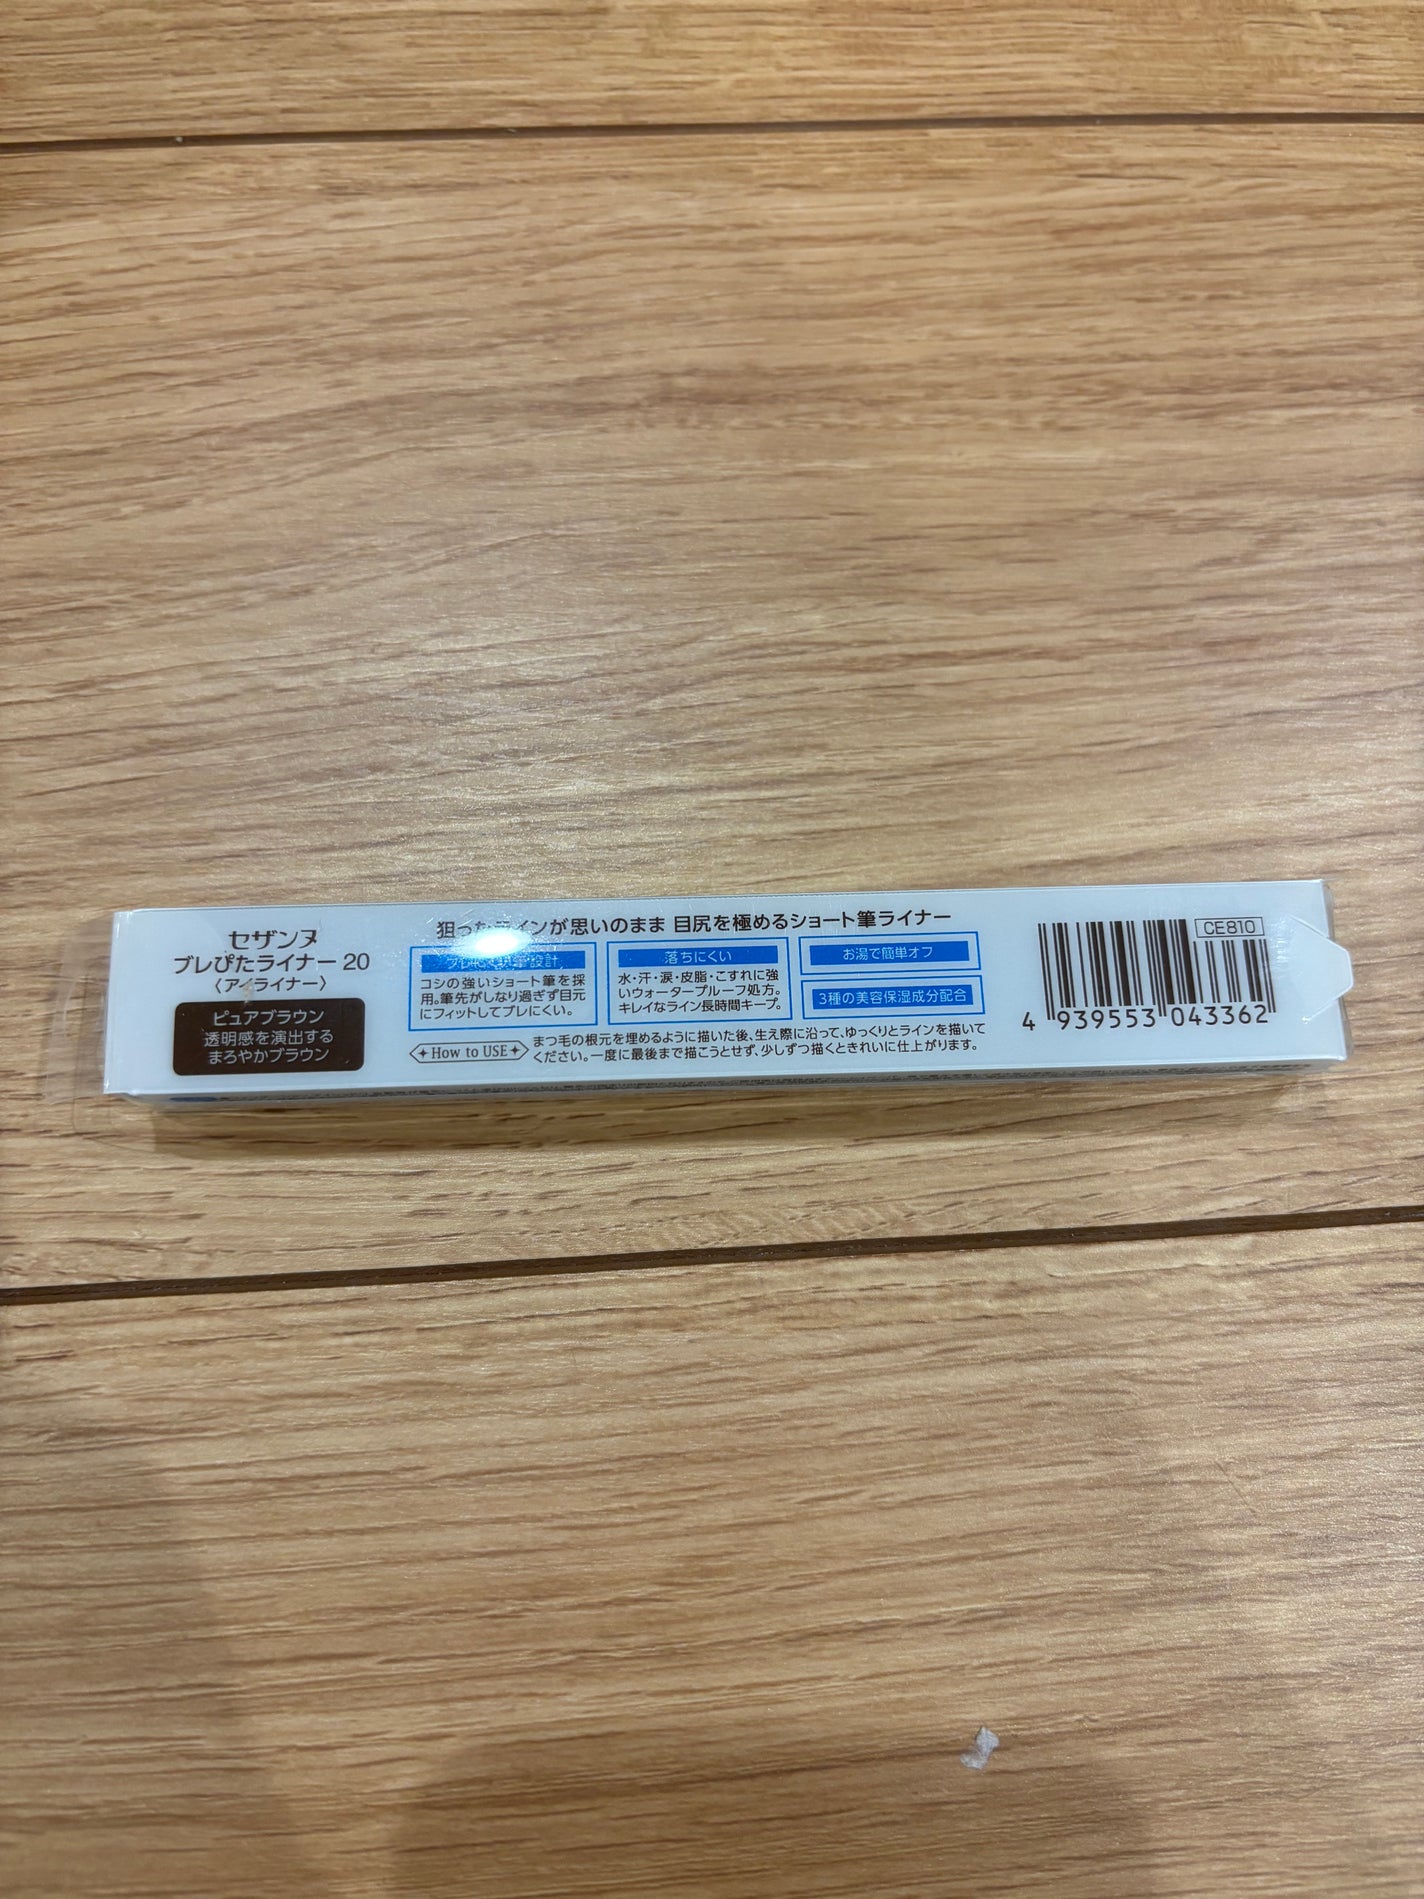 セザンヌ
ブレぴたライナー 20
〈アイライナー〉
ピュアブラウン
透明感を演出する
まろやかブラウン
狙ったラインが思いのまま 目尻を極めるショート筆ライナー
設計
コシの強いショート筆を採
用。筆先がしなり過ぎず目元
にフィットしてブレにくい。
落ちにくい
水・汗・涙・皮脂・こすれに強
いウォータープルーフ処方。
キレイなライン長時間キープ。
お湯で簡単オフ
3種の美容保湿成分配合
How to USE
まつ毛の根元を埋めるように描いた後、生え際に沿って、ゆっくりとラインを描いて
ください。一度に最後まで描こうとせず、少しずつ描くときれいに仕上がります。
CE810
4 939553 043362